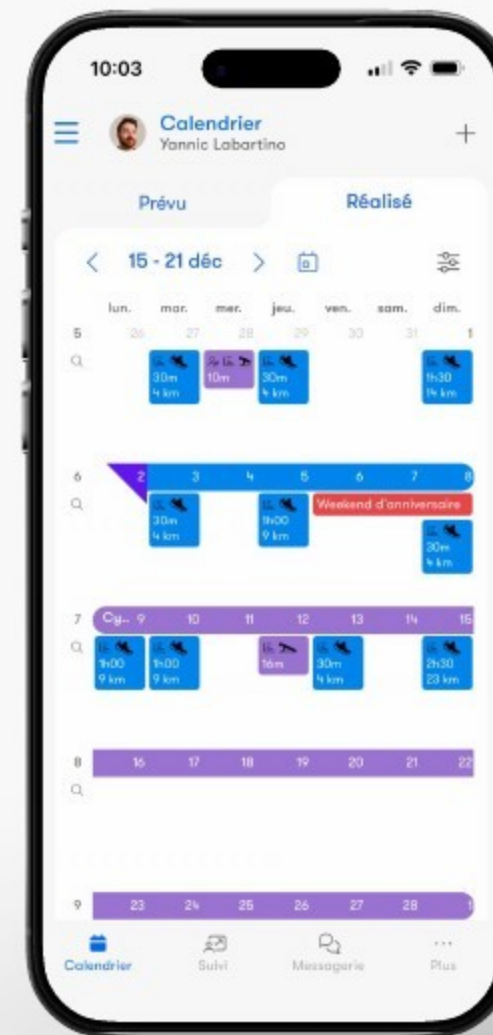 10:03
Calendrier
Yannic Labartino
Prévu
Réalisé
15 - 21 déc
lun. mar. mer. jeu. ven. sam. dim.
5 26 27 28 29 30 31 1
30m 10m 30m 1h30
4 km 4 km 14 km
6 2 3 4 5 6 7 8
Weekend d'anniversaire
30m 1h00
4 km 9 km
30m
4 km
7 Cy.. 9 10 11 12 13 14 15
1h00 1h00 16m 30m 2h30
9 km 9 km 4 km 23 km
8 16 17 18 19 20 21 22
9 23 24 25 26 27 28 1
Calendrier Suivi Messagerie Plus